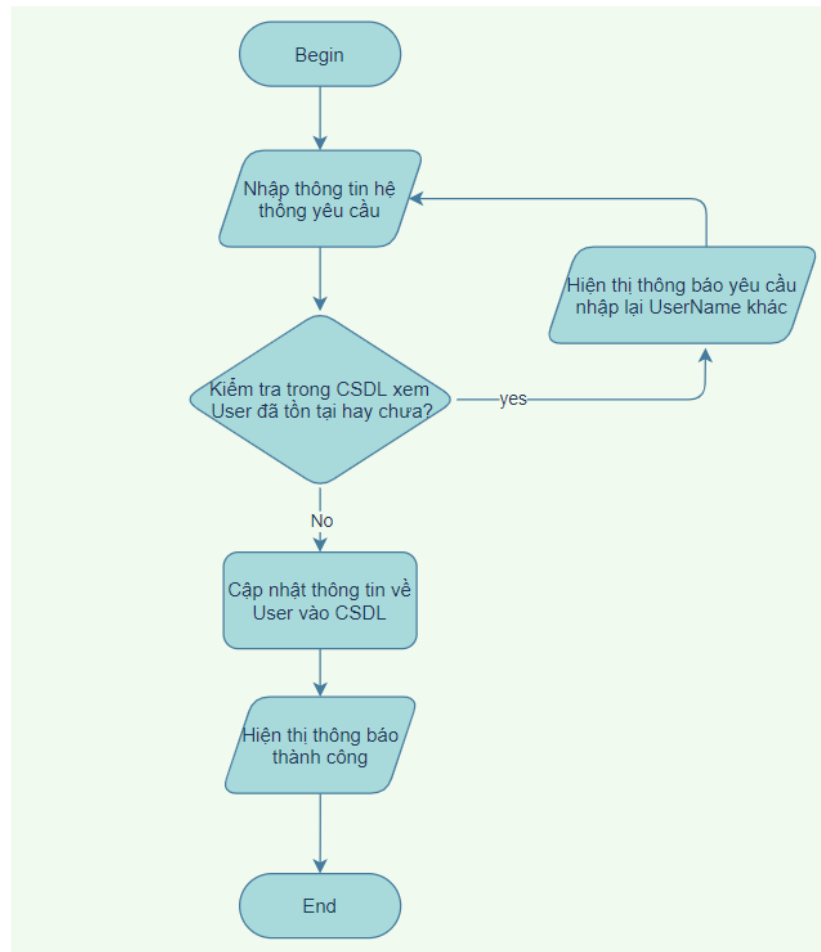 Begin
Nhập thông tin hệ
thống yêu cầu
Hiện thị thông báo yêu cầu
nhập lại UserName khác
Kiểm tra trong CSDL xem
User đã tồn tại hay chưa?
yes
No
Cập nhật thông tin về
User vào CSDL
Hiện thị thông báo
thành công
End